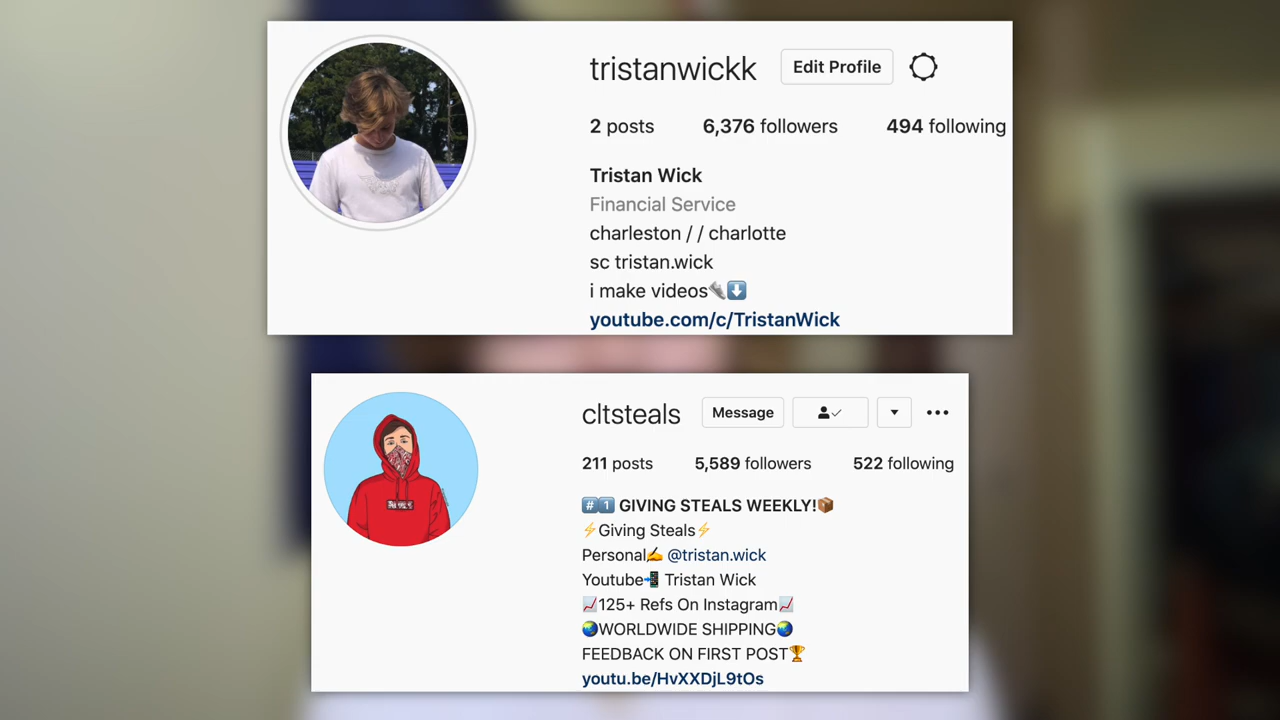 tristanwickk Edit Profile
2 posts 6,376 followers 494 following
Tristan Wick
Financial Service
charleston / / charlotte
sc tristan.wick
i make videos👟⬇️
youtube.com/c/TristanWick
cltsteals Message
211 posts 5,589 followers 522 following
#️⃣1️⃣ GIVING STEALS WEEKLY!📦
⚡Giving Steals⚡
Personal✍️ @tristan.wick
Youtube📲 Tristan Wick
📈125+ Refs On Instagram📈
🌏WORLDWIDE SHIPPING🌏
FEEDBACK ON FIRST POST🏆
youtu.be/HvXXDjL9tOs